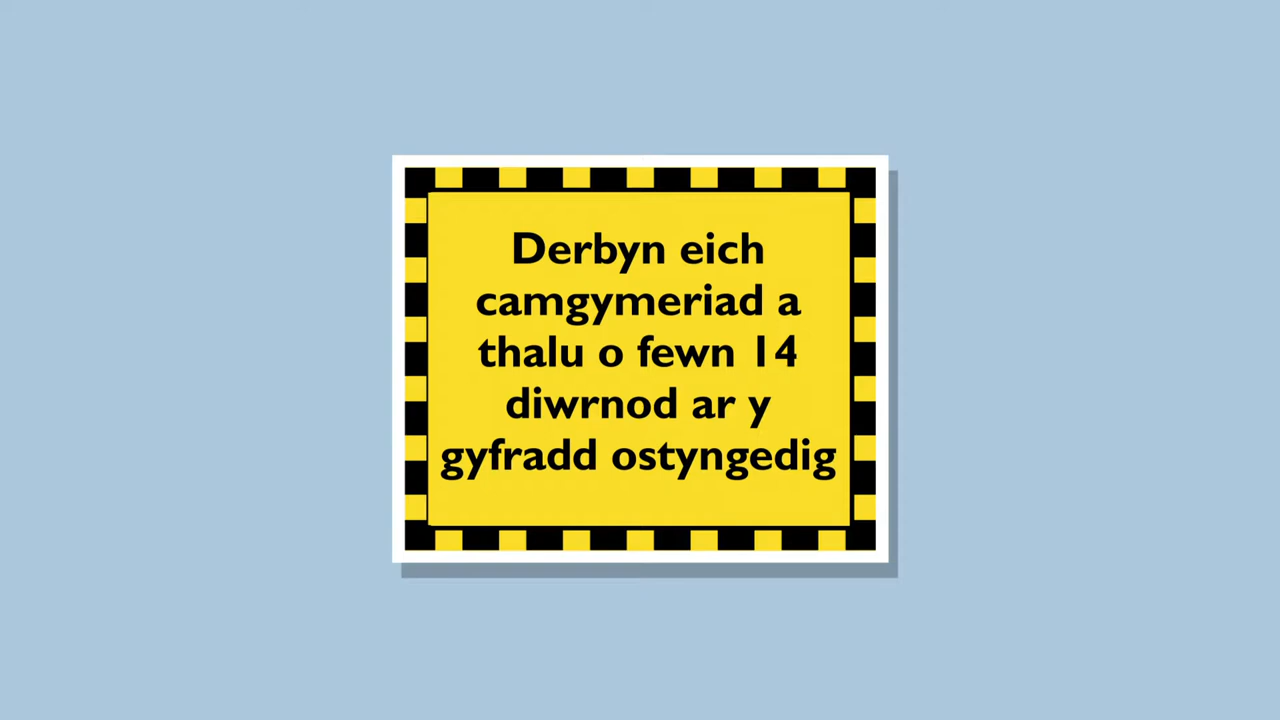 Derbyn eich
camgymeriad a
thalu o fewn 14
diwrnod ar y
gyfradd ostyngedig